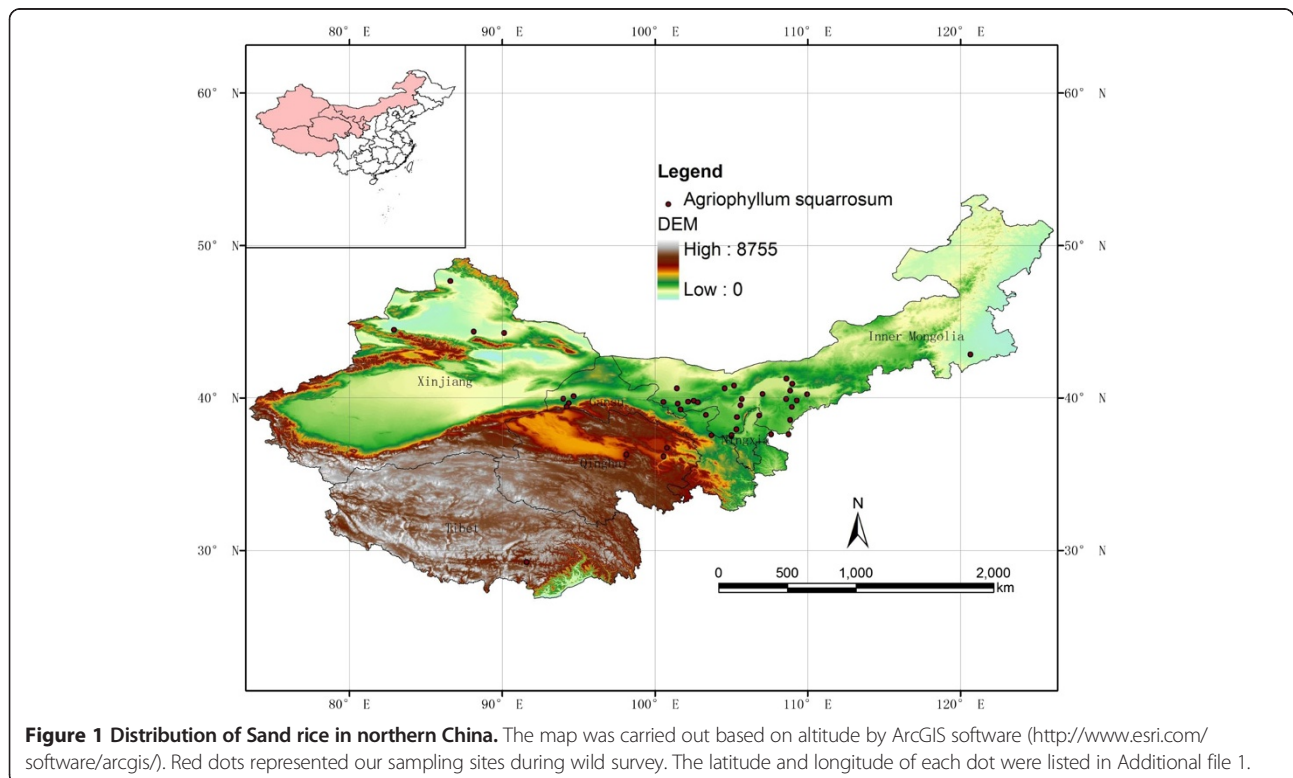 80° E 90° E 100° E 110° E 120° E
60° N 60° N
Legend
Agriophyllum squarrosum
DEM
High : 8755
Low : 0
50° N 50° N
Inner Mongolia
Xinjiang
40° N 40° N
Gansu
Ningxia
Qinghai
Tibet
N
30° N 30° N
0 500 1,000 2,000
km
80° E 90° E 100° E 110° E 120° E
Figure 1 Distribution of Sand rice in northern China. The map was carried out based on altitude by ArcGIS software (http://www.esri.com/
software/arcgis/). Red dots represented our sampling sites during wild survey. The latitude and longitude of each dot were listed in Additional file 1.